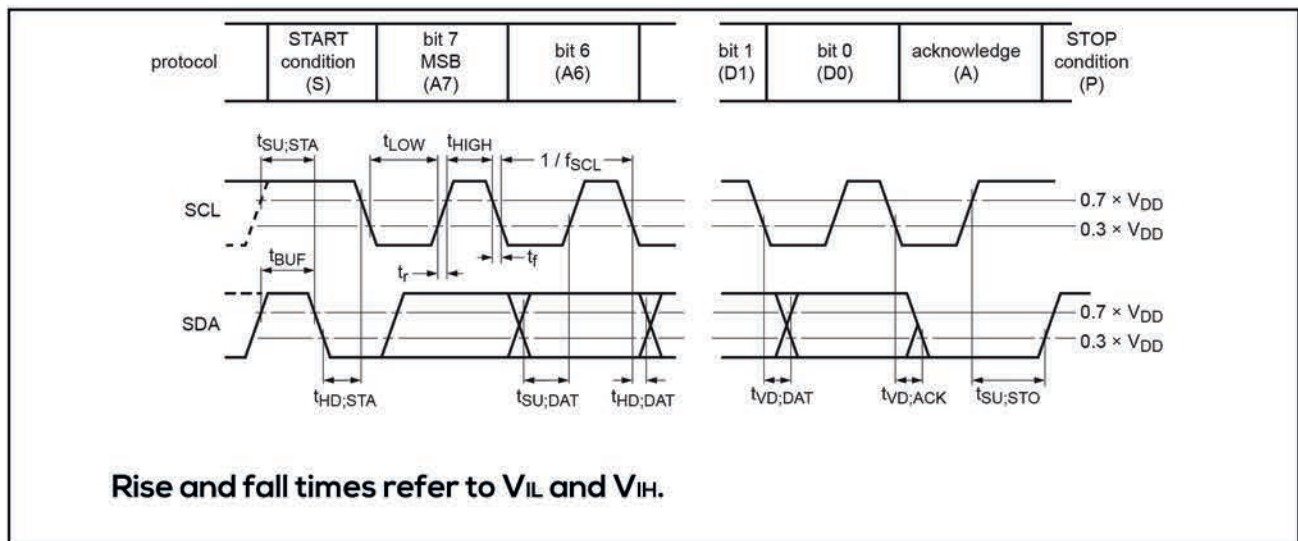 protocol
START
condition
(S)
bit 7
MSB
(A7)
bit 6
(A6)
bit 1
(D1)
bit 0
(D0)
acknowledge
(A)
STOP
condition
(P)
tSU;STA
tLOW
tHIGH
1 / fSCL
SCL
0.7 × VDD
0.3 × VDD
tBUF
tr
tf
SDA
0.7 × VDD
0.3 × VDD
tHD;STA
tSU;DAT
tHD;DAT
tVD;DAT
tVD;ACK
tSU;STO
Rise and fall times refer to VIL and VIH.